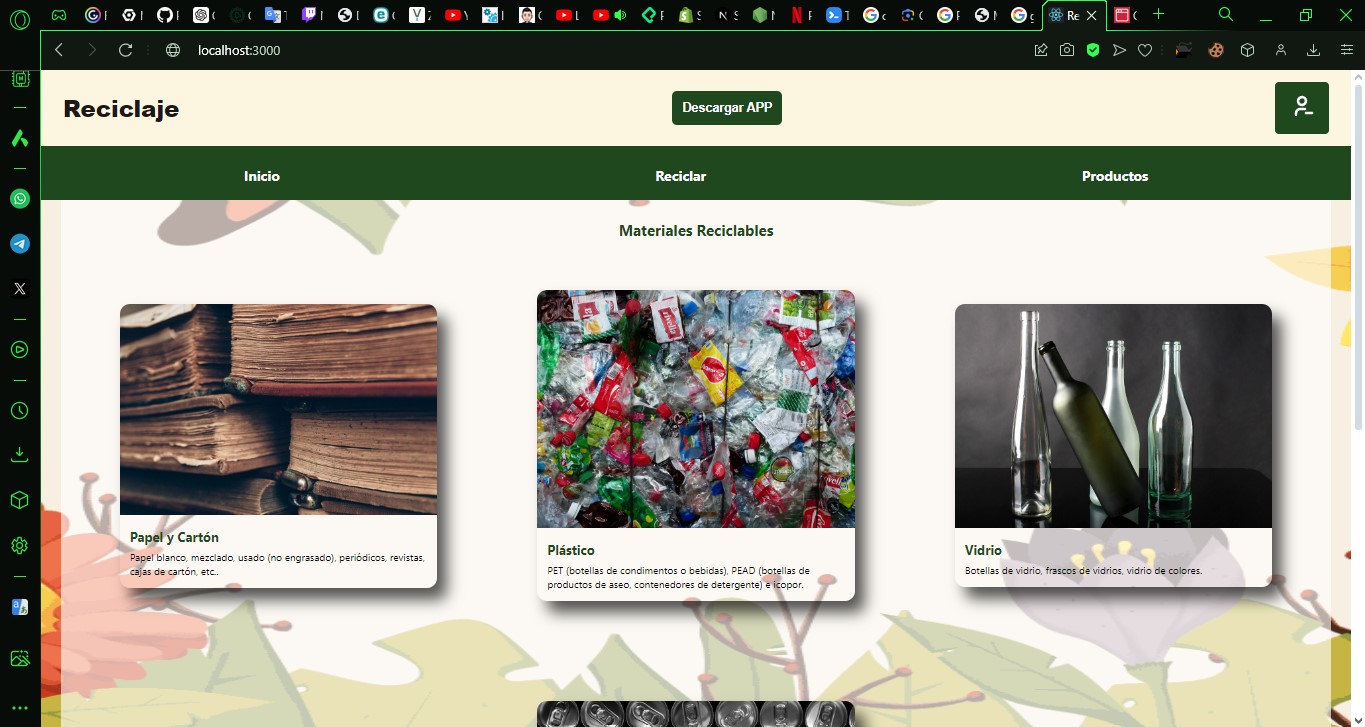 localhost:3000
Reciclaje
Descargar APP
Inicio
Reciclar
Productos
Materiales Reciclables
Papel y Cartón
Papel blanco, mezclado, usado (no engrasado), periódicos, revistas,
cajas de cartón, etc..
Plástico
PET (botellas de condimentos o bebidas), PEAD (botellas de
productos de aseo, contenedores de detergente) e icopor.
Vidrio
Botellas de vidrio, frascos de vidrios, vidrio de colores.